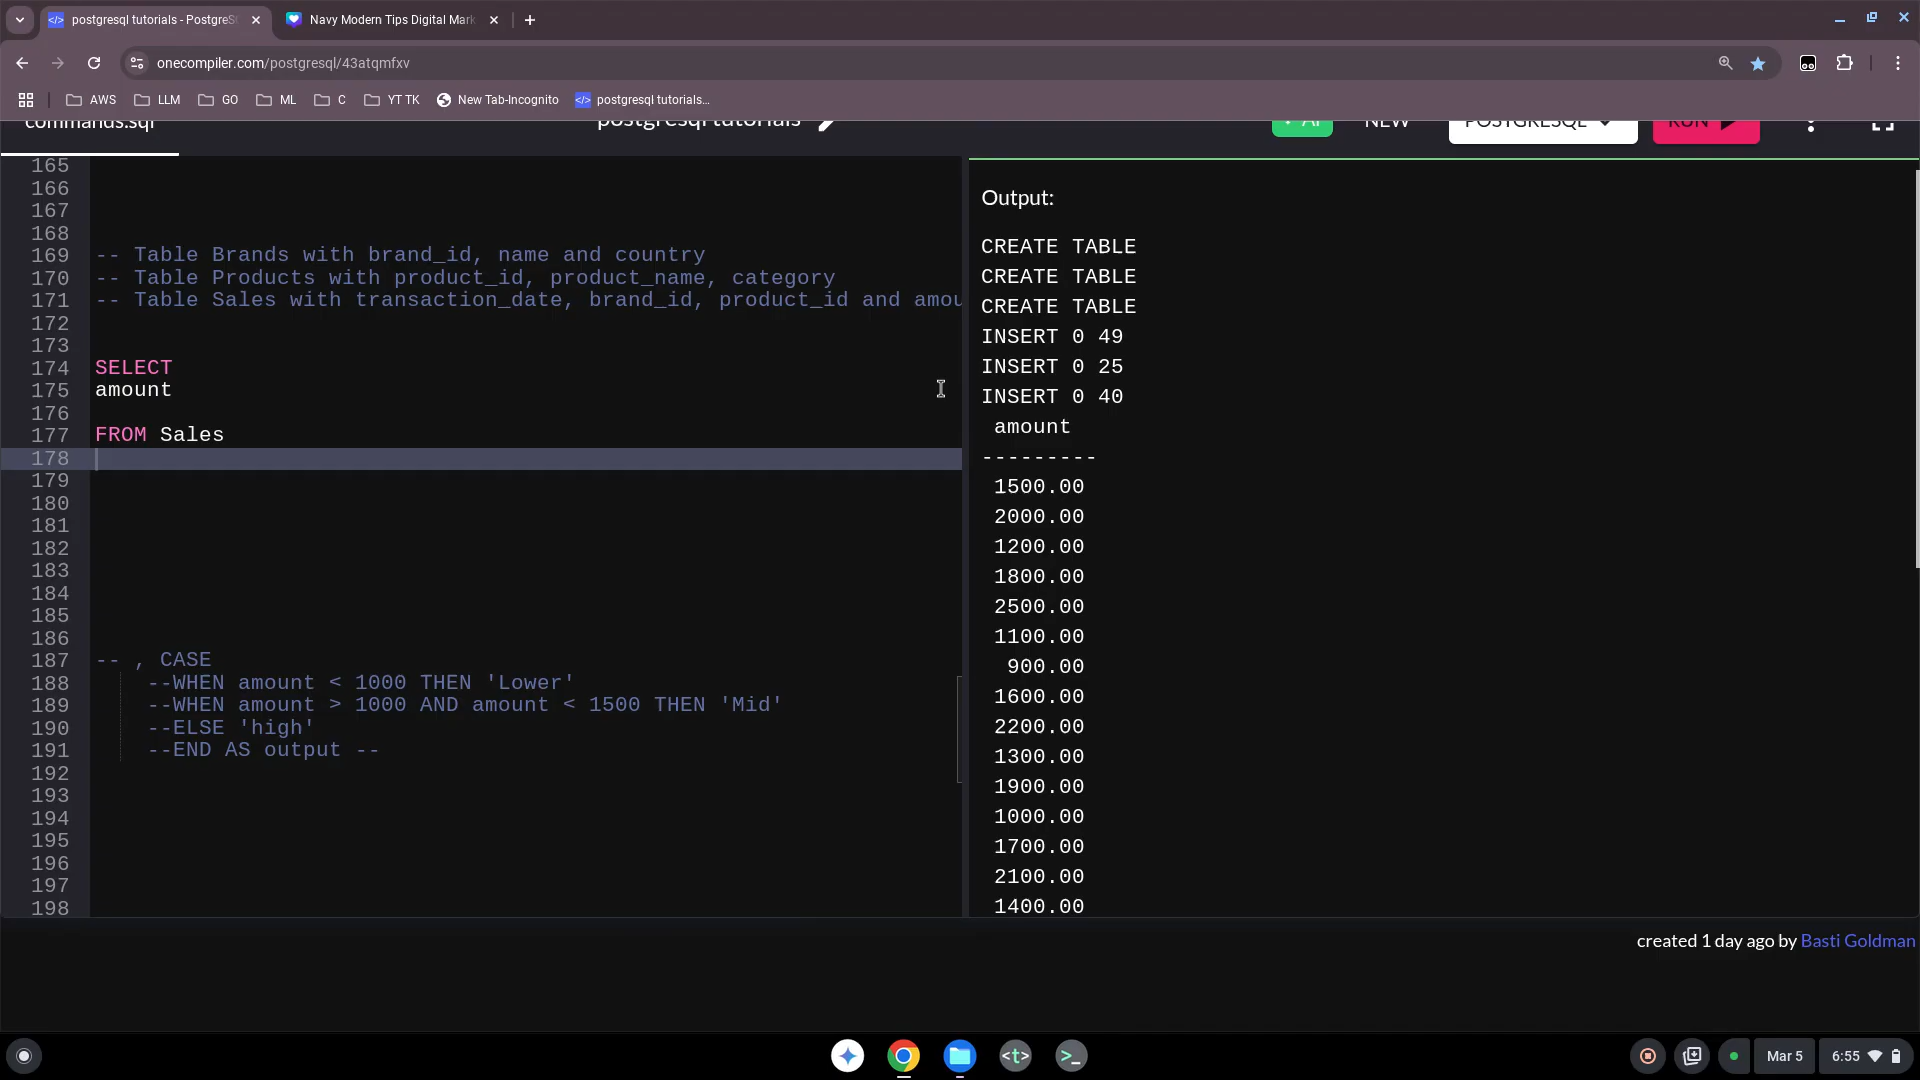 postgresql tutorials - PostgreS
Navy Modern Tips Digital Mark
onecompiler.com/postgresql/43atqmfxv
AWS
LLM
GO
ML
C
YT TK
New Tab-Incognito
postgresql tutorials...
commands.sql
postgresql tutorials
AI
NEW
POSTGRESQL
RUN
165
166
167
168
169 -- Table Brands with brand_id, name and country
170 -- Table Products with product_id, product_name, category
171 -- Table Sales with transaction_date, brand_id, product_id and amou
172
173
174 SELECT
175 amount
176
177 FROM Sales
178
179
180
181
182
183
184
185
186
187 -- , CASE
188 --WHEN amount < 1000 THEN 'Lower'
189 --WHEN amount > 1000 AND amount < 1500 THEN 'Mid'
190 --ELSE 'high'
191 --END AS output --
192
193
194
195
196
197
198
Output:
CREATE TABLE
CREATE TABLE
CREATE TABLE
INSERT 0 49
INSERT 0 25
INSERT 0 40
amount
---------
1500.00
2000.00
1200.00
1800.00
2500.00
1100.00
900.00
1600.00
2200.00
1300.00
1900.00
1000.00
1700.00
2100.00
1400.00
created 1 day ago by Basti Goldman
<t>
>_
Mar 5
6:55